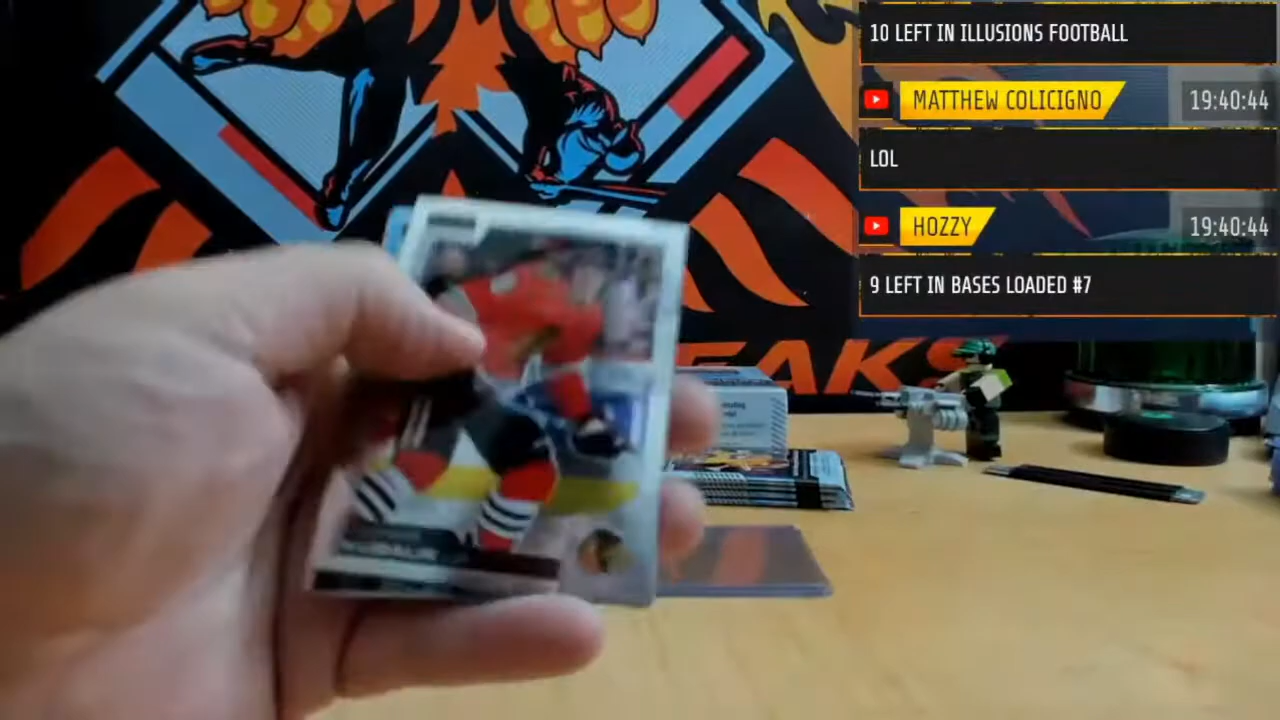 10 LEFT IN ILLUSIONS FOOTBALL
MATTHEW COLICIGNO 19:40:44
LOL
HOZZY 19:40:44
9 LEFT IN BASES LOADED #7